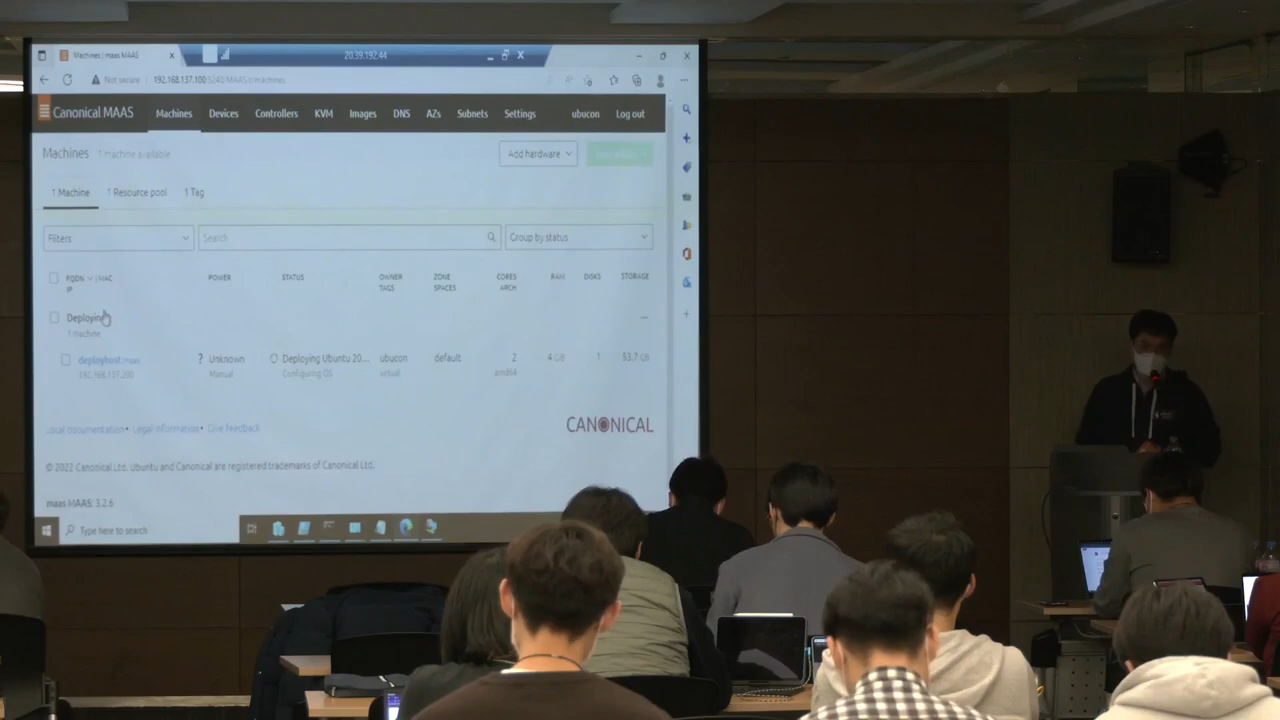 Machines | maas MAAS
20.39.192.44
Not secure 192.168.137.100:5240/MAAS/r/machines
Canonical MAAS Machines Devices Controllers KVM Images DNS AZs Subnets Settings ubucon Log out
Machines 1 machine available Add hardware
1 Machine 1 Resource pool 1 Tag
Filters Search Group by status
FQDN | MAC POWER STATUS OWNER ZONE CORES RAM DISKS STORAGE
IP TAGS SPACES ARCH
Deploying
1 machine
deployhost.maas ? Unknown Deploying Ubuntu 20... ubucon default 2 4 GB 1 53.7 GB
192.168.137.200 Manual Configuring OS virtual amd64
CANONICAL
Local documentation • Legal information • Give feedback
© 2022 Canonical Ltd. Ubuntu and Canonical are registered trademarks of Canonical Ltd.
maas MAAS: 3.2.6
Type here to search